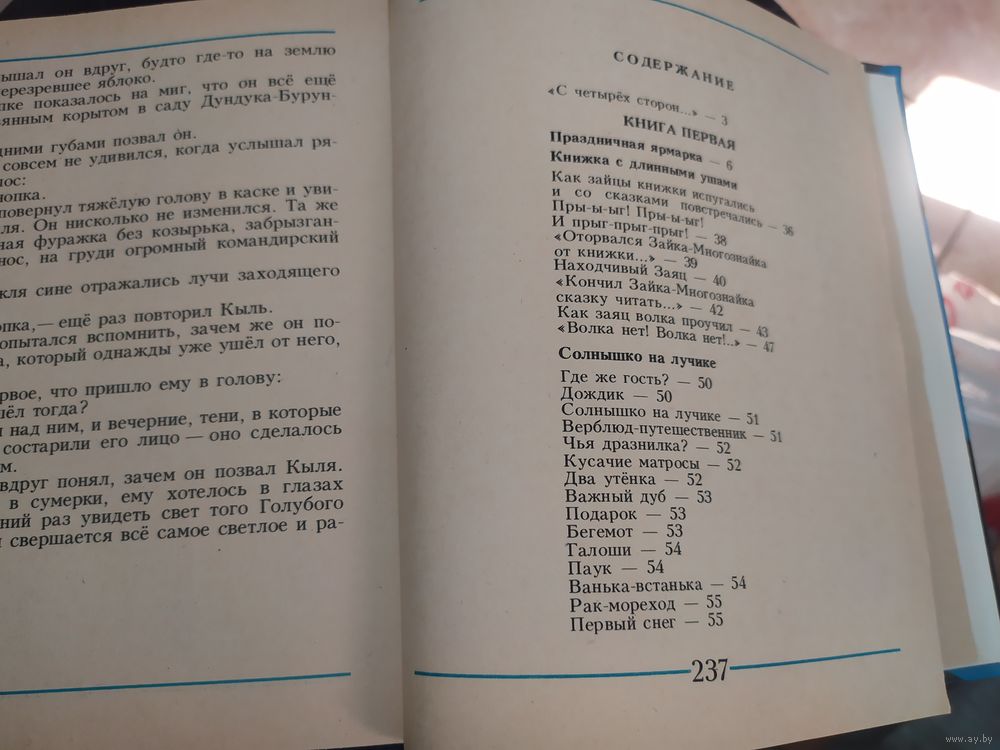 ышал он вдруг, будто где-то на землю
ерезревшее яблоко.
пке показалось на миг, что он всё ещё
вянным корытом в саду Дундука-Бурун-
дними губами позвал он.
совсем не удивился, когда услышал ря-
лос:
нопка.
повернул тяжёлую голову в каске и уви-
ля. Он нисколько не изменился. Та же
ная фуражка без козырька, забрызган-
нос, на груди огромный командирский
кля сине отражались лучи заходящего
опка,— ещё раз повторил Кыль.
опытался вспомнить, зачем же он по-
а, который однажды уже ушёл от него,
рвое, что пришло ему в голову:
шёл тогда?
и над ним, и вечерние, тени, в которые
состарили его лицо — оно сделалось
м.
вдруг понял, зачем он позвал Кыля.
в сумерки, ему хотелось в глазах
ний раз увидеть свет того Голубого
и свершается всё самое светлое и ра-
СОДЕРЖАНИЕ
«С четырёх сторон...» — 3
КНИГА ПЕРВАЯ
Праздничная ярмарка — 6
Книжка с длинными ушами
Как зайцы книжки испугались
и со сказками повстречались — 36
Пры-ы-ыг! Пры-ы-ыг!
И прыг-прыг-прыг! — 38
«Оторвался Зайка-Многознайка
от книжки...» — 39
Находчивый Заяц — 40
«Кончил Зайка-Многознайка
сказку читать...» — 42
Как заяц волка проучил — 43
«Волка нет! Волка нет!..» — 47
Солнышко на лучике
Где же гость? — 50
Дождик — 50
Солнышко на лучике — 51
Верблюд-путешественник — 51
Чья дразнилка? — 52
Кусачие матросы — 52
Два утёнка — 52
Важный дуб — 53
Подарок — 53
Бегемот — 53
Галоши — 54
Паук — 54
Ванька-встанька — 54
Рак-мореход — 55
Первый снег — 55
237
www.ay.by